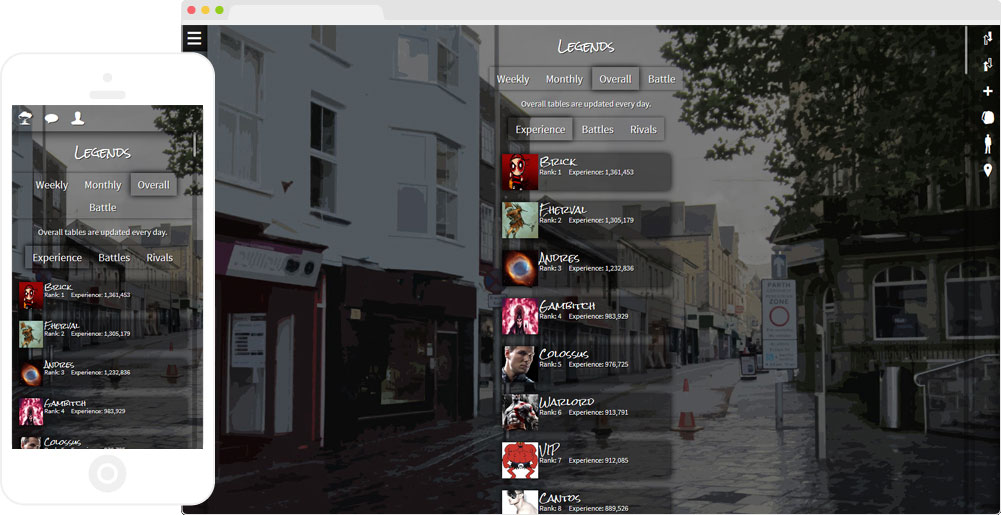 Legends
Weekly Monthly Overall
Battle
Overall tables are updated every day.
Experience Battles Rivals
Brick
Rank: 1 Experience: 1,361,453
Eherval
Rank: 2 Experience: 1,305,179
Andres
Rank: 3 Experience: 1,232,836
Gambitch
Rank: 4 Experience: 983,929
Colossus
Legends
Weekly Monthly Overall Battle
Overall tables are updated every day.
Experience Battles Rivals
Brick
Rank: 1 Experience: 1,361,453
Eherval
Rank: 2 Experience: 1,305,179
Andres
Rank: 3 Experience: 1,232,836
Gambitch
Rank: 4 Experience: 983,929
Colossus
Rank: 5 Experience: 976,725
Warlord
Rank: 6 Experience: 913,791
VIP
Rank: 7 Experience: 912,085
Cantos
Rank: 8 Experience: 889,526
PARTH
ZONE